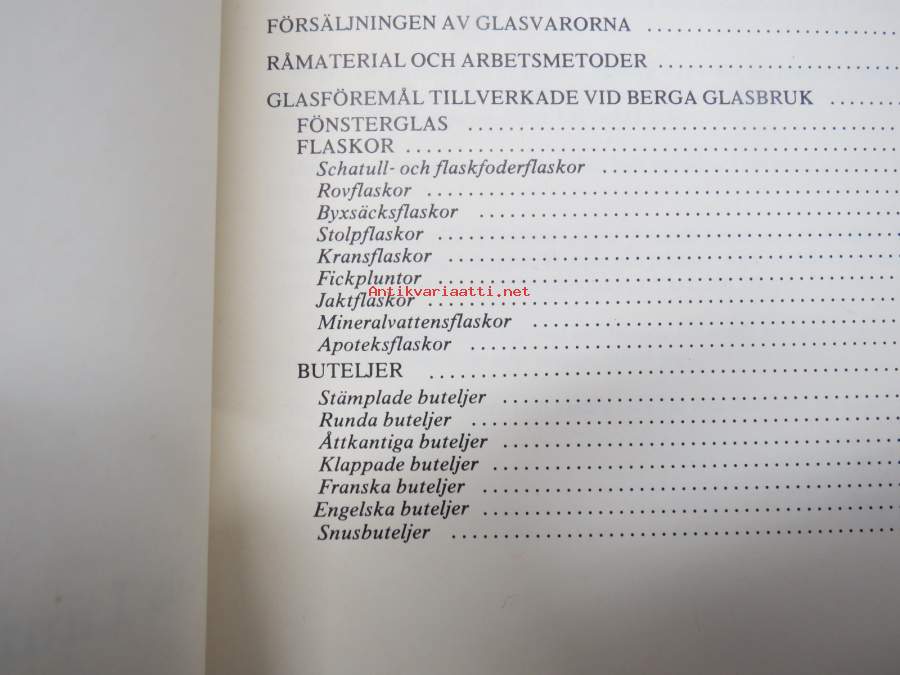 FÖRSÄLJNINGEN AV GLASVARORNA ........................
RÅMATERIAL OCH ARBETSMETODER ........................
GLASFÖREMÅL TILLVERKADE VID BERGA GLASBRUK .......
FÖNSTERGLAS ........................
FLASKOR ........................
Schatull- och flaskfoderflaskor ........................
Rovflaskor ........................
Byxsäcksflaskor ........................
Stolpflaskor ........................
Kransflaskor ........................
Fickpluntor ........................
Antikvariaatti.net
Jaktflaskor ........................
Mineralvattensflaskor ........................
Apoteksflaskor ........................
BUTELJER ........................
Stämplade buteljer ........................
Runda buteljer ........................
Åttkantiga buteljer ........................
Klappade buteljer ........................
Franska buteljer ........................
Engelska buteljer ........................
Snusbuteljer ........................